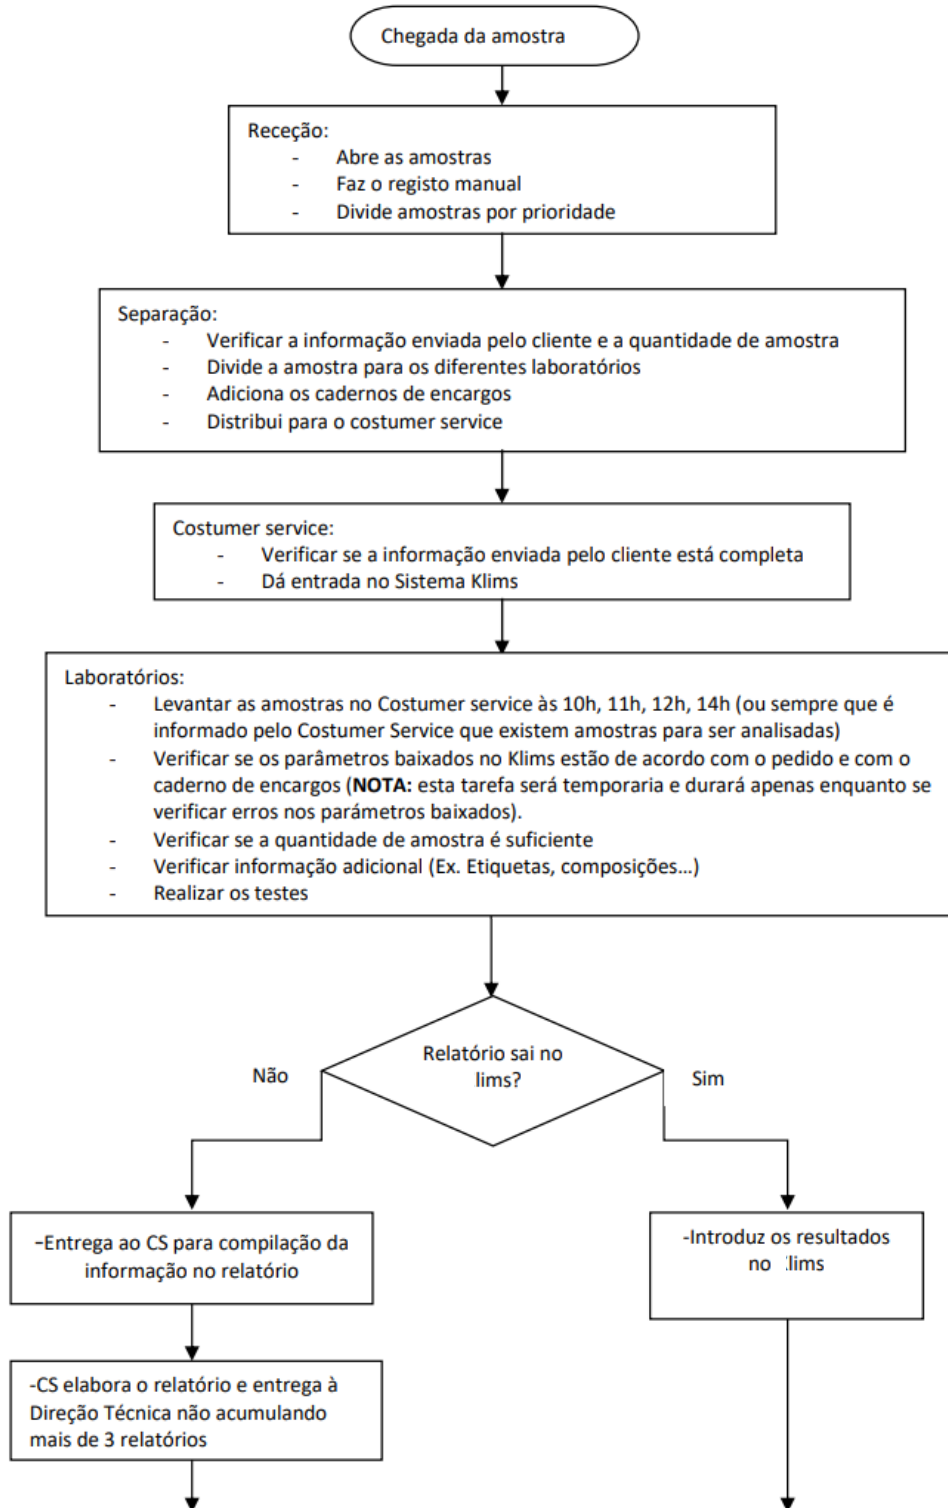 Chegada da amostra
Receção:
- Abre as amostras
- Faz o registo manual
- Divide amostras por prioridade
Separação:
- Verificar a informação enviada pelo cliente e a quantidade de amostra
- Divide a amostra para os diferentes laboratórios
- Adiciona os cadernos de encargos
- Distribui para o costumer service
Costumer service:
- Verificar se a informação enviada pelo cliente está completa
- Dá entrada no Sistema Klims
Laboratórios:
- Levantar as amostras no Costumer service às 10h, 11h, 12h, 14h (ou sempre que é
informado pelo Costumer Service que existem amostras para ser analisadas)
- Verificar se os parâmetros baixados no Klims estão de acordo com o pedido e com o
caderno de encargos (NOTA: esta tarefa será temporaria e durará apenas enquanto se
verificar erros nos parámetros baixados).
- Verificar se a quantidade de amostra é suficiente
- Verificar informação adicional (Ex. Etiquetas, composições...)
- Realizar os testes
Relatório sai no
lims?
Não
Sim
-Entrega ao CS para compilação da
informação no relatório
-Introduz os resultados
no lims
-CS elabora o relatório e entrega à
Direção Técnica não acumulando
mais de 3 relatórios